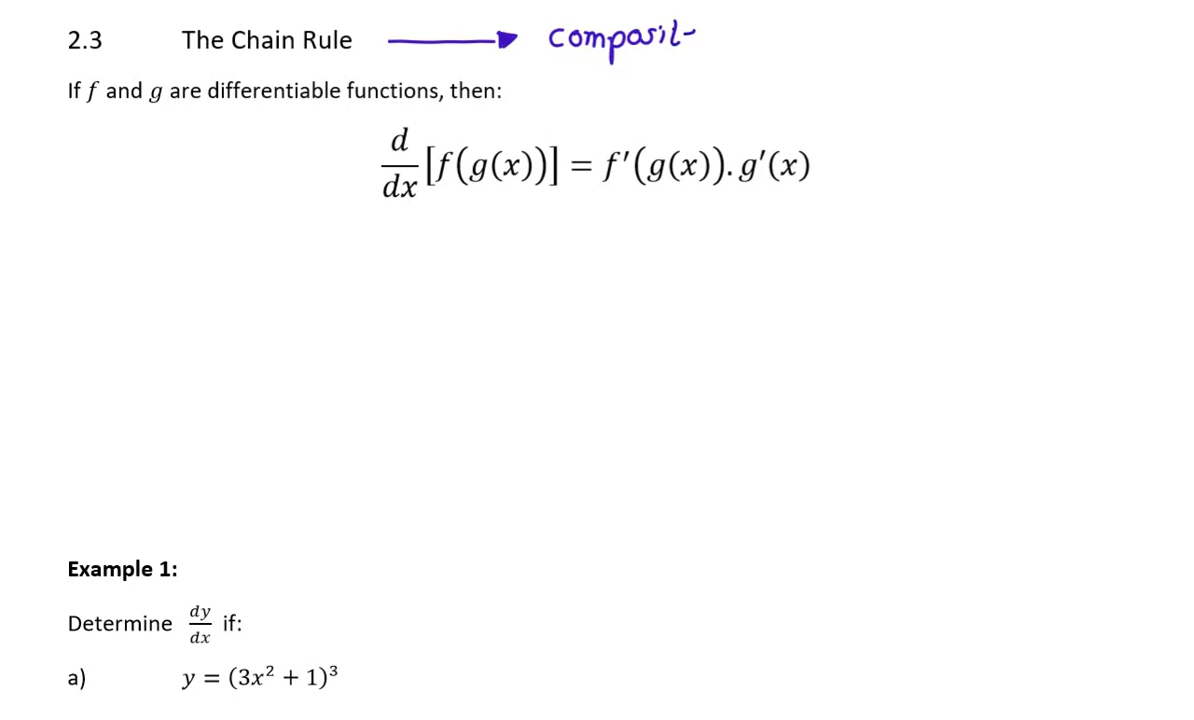 2.3 The Chain Rule composit-
If f and g are differentiable functions, then:
d/dx [f(g(x))] = f'(g(x)). g'(x)
Example 1:
Determine dy/dx if:
a) y = (3x² + 1)³